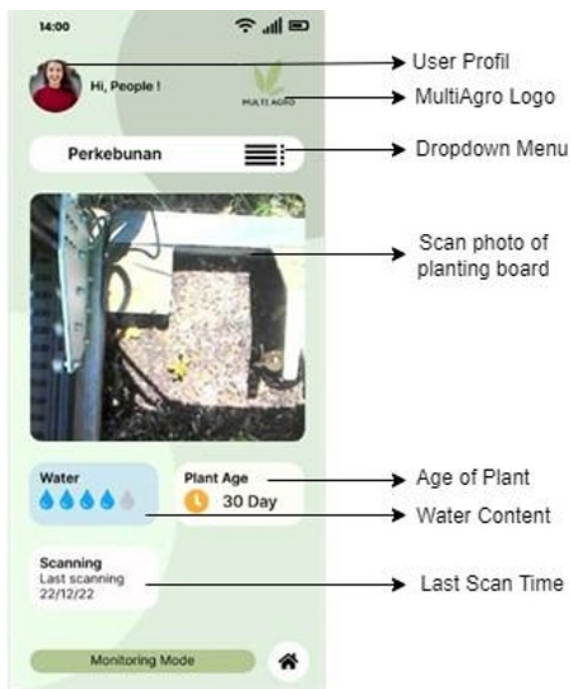 14:00
Hi, People !
MULTI AGRO
Perkebunan
Water
Plant Age
30 Day
Scanning
Last scanning
22/12/22
Monitoring Mode
User Profil
MultiAgro Logo
Dropdown Menu
Scan photo of
planting board
Age of Plant
Water Content
Last Scan Time